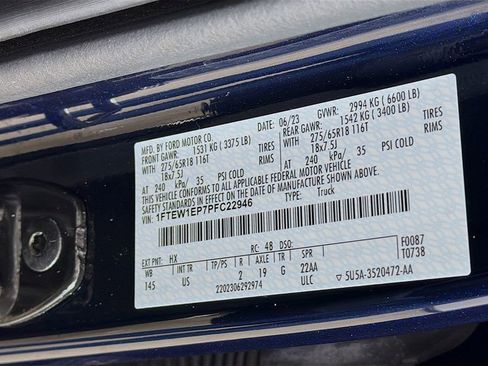 MFD. BY FORD MOTOR CO.
DATE: 06/23 GVWR: 2994 KG ( 6600 LB)
FRONT GAWR: 1531 KG ( 3375 LB) REAR GAWR: 1542 KG ( 3400 LB)
WITH 275/65R18 116T TIRES WITH 275/65R18 116T TIRES
18x7.5J RIMS 18x7.5J RIMS
AT 240 kPa/ 35 PSI COLD AT 240 kPa/ 35 PSI COLD
THIS VEHICLE CONFORMS TO ALL APPLICABLE FEDERAL MOTOR VEHICLE
SAFETY STANDARDS IN EFFECT ON THE DATE OF MANUFACTURE SHOWN ABOVE.
VIN: 1FTEW1EP7PFC22946
TYPE: Truck
EXT PNT: HX RC: 48 DSO: F0087
WB INT TR TP/PS R AXLE TR SPR T0738
145 US 2 19 G 22AA
2202306292974 ULC 5U5A-3520472-AA